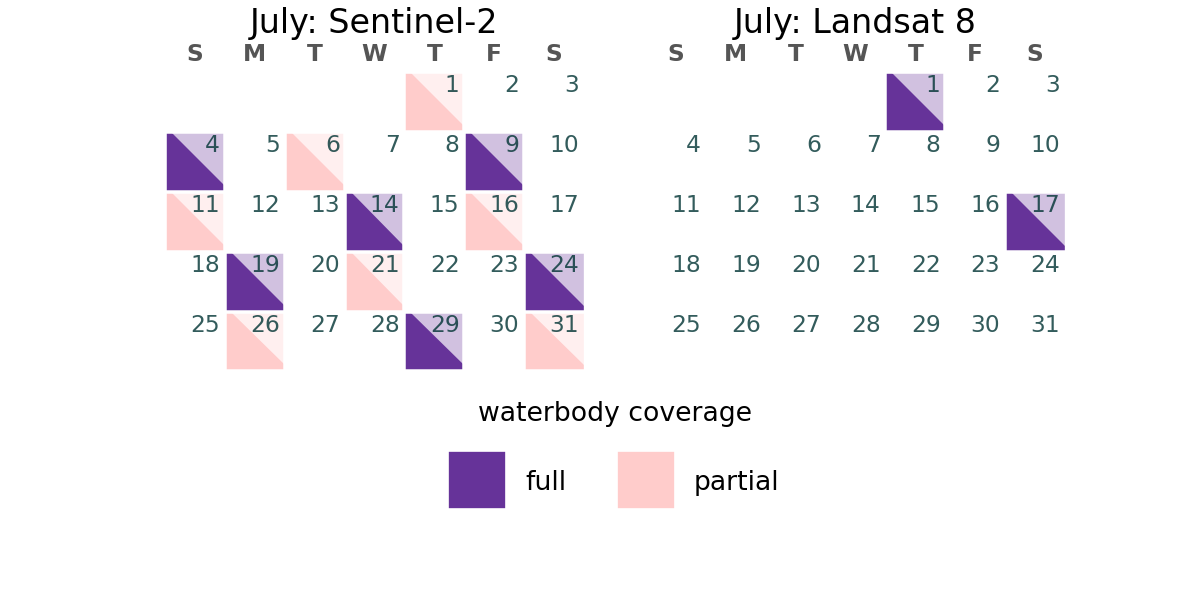 July: Sentinel-2
S M T W T F S
1 2 3
4 5 6 7 8 9 10
11 12 13 14 15 16 17
18 19 20 21 22 23 24
25 26 27 28 29 30 31
July: Landsat 8
S M T W T F S
1 2 3
4 5 6 7 8 9 10
11 12 13 14 15 16 17
18 19 20 21 22 23 24
25 26 27 28 29 30 31
waterbody coverage
full partial